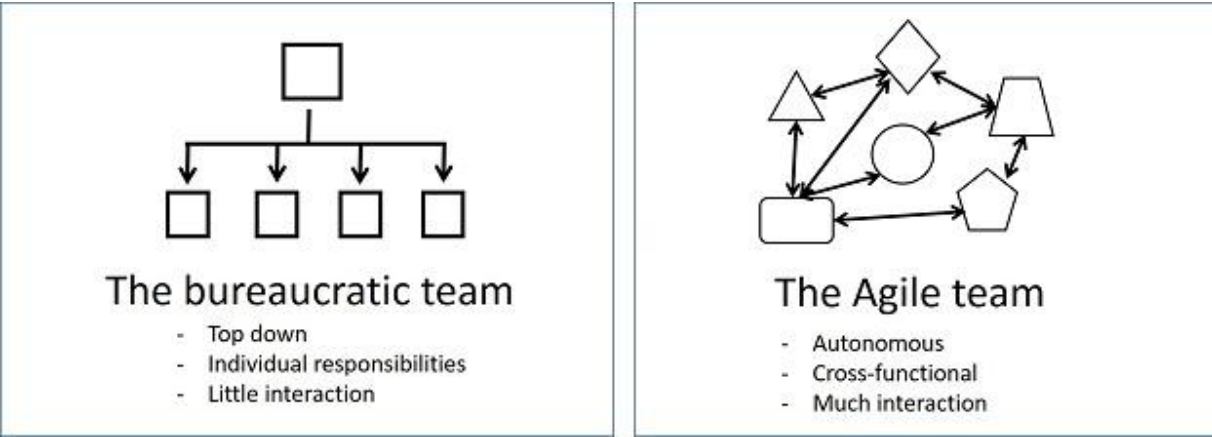 The bureaucratic team
- Top down
- Individual responsibilities
- Little interaction
The Agile team
- Autonomous
- Cross-functional
- Much interaction